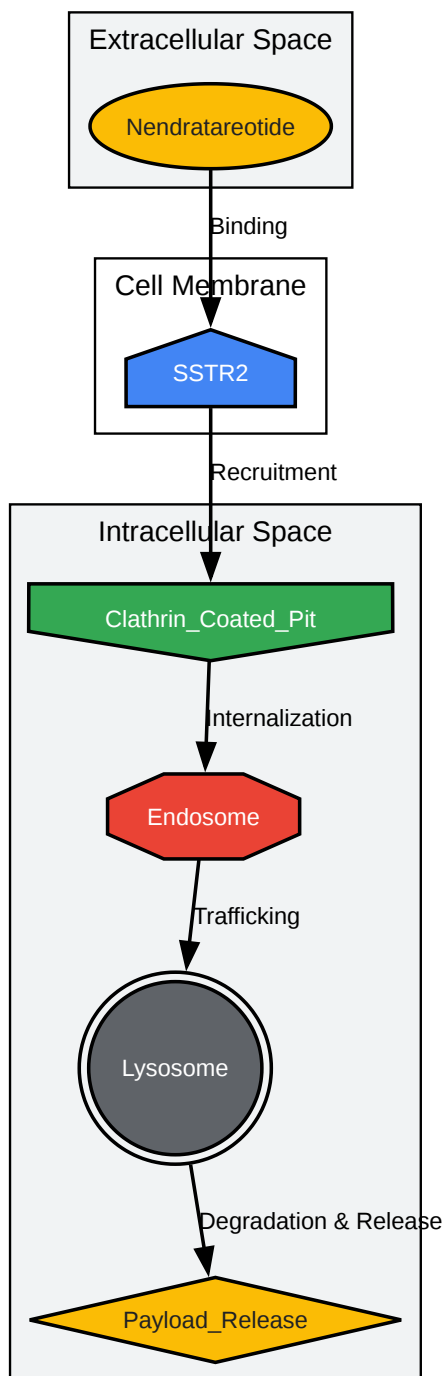 Extracellular Space
Nendratareotide
Binding
Cell Membrane
SSTR2
Recruitment
Intracellular Space
Clathrin_Coated_Pit
Internalization
Endosome
Trafficking
Lysosome
Degradation & Release
Payload_Release